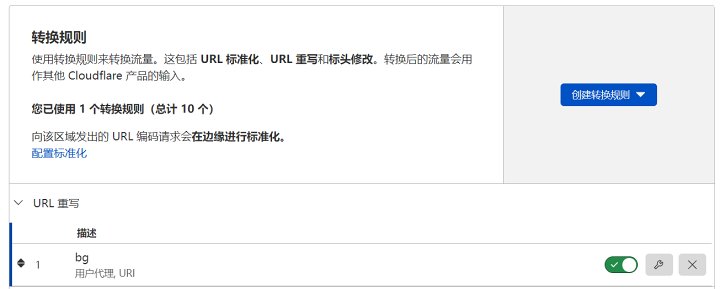 转换规则
使用转换规则来转换流量。这包括 URL 标准化、URL 重写和标头修改。转换后的流量会用
作其他 Cloudflare 产品的输入。
您已使用 1 个转换规则（总计 10 个）
向该区域发出的 URL 编码请求会在边缘进行标准化。
配置标准化
创建转换规则
URL 重写
描述
1
bg
用户代理, URI